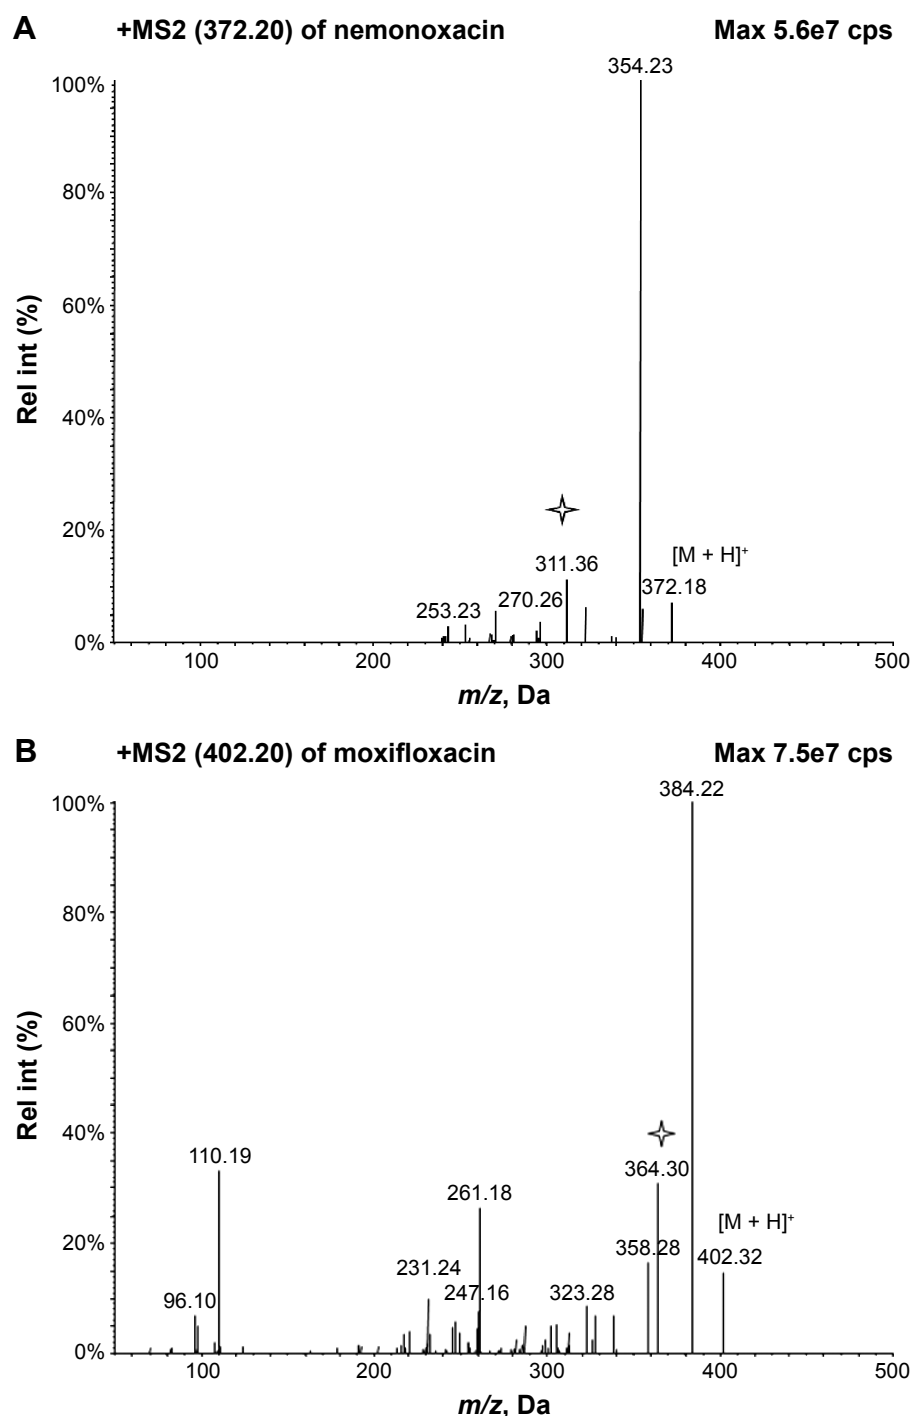 A +MS2 (372.20) of nemonoxacin Max 5.6e7 cps
354.23
100%
80%
60%
40%
20%
0%
Rel int (%)
[M + H]+
311.36
372.18
270.26
253.23
100 200 300 400 500
m/z, Da
B +MS2 (402.20) of moxifloxacin Max 7.5e7 cps
384.22
100%
80%
60%
40%
20%
0%
Rel int (%)
110.19
364.30
261.18
[M + H]+
358.28
402.32
231.24
247.16
323.28
96.10
100 200 300 400 500
m/z, Da